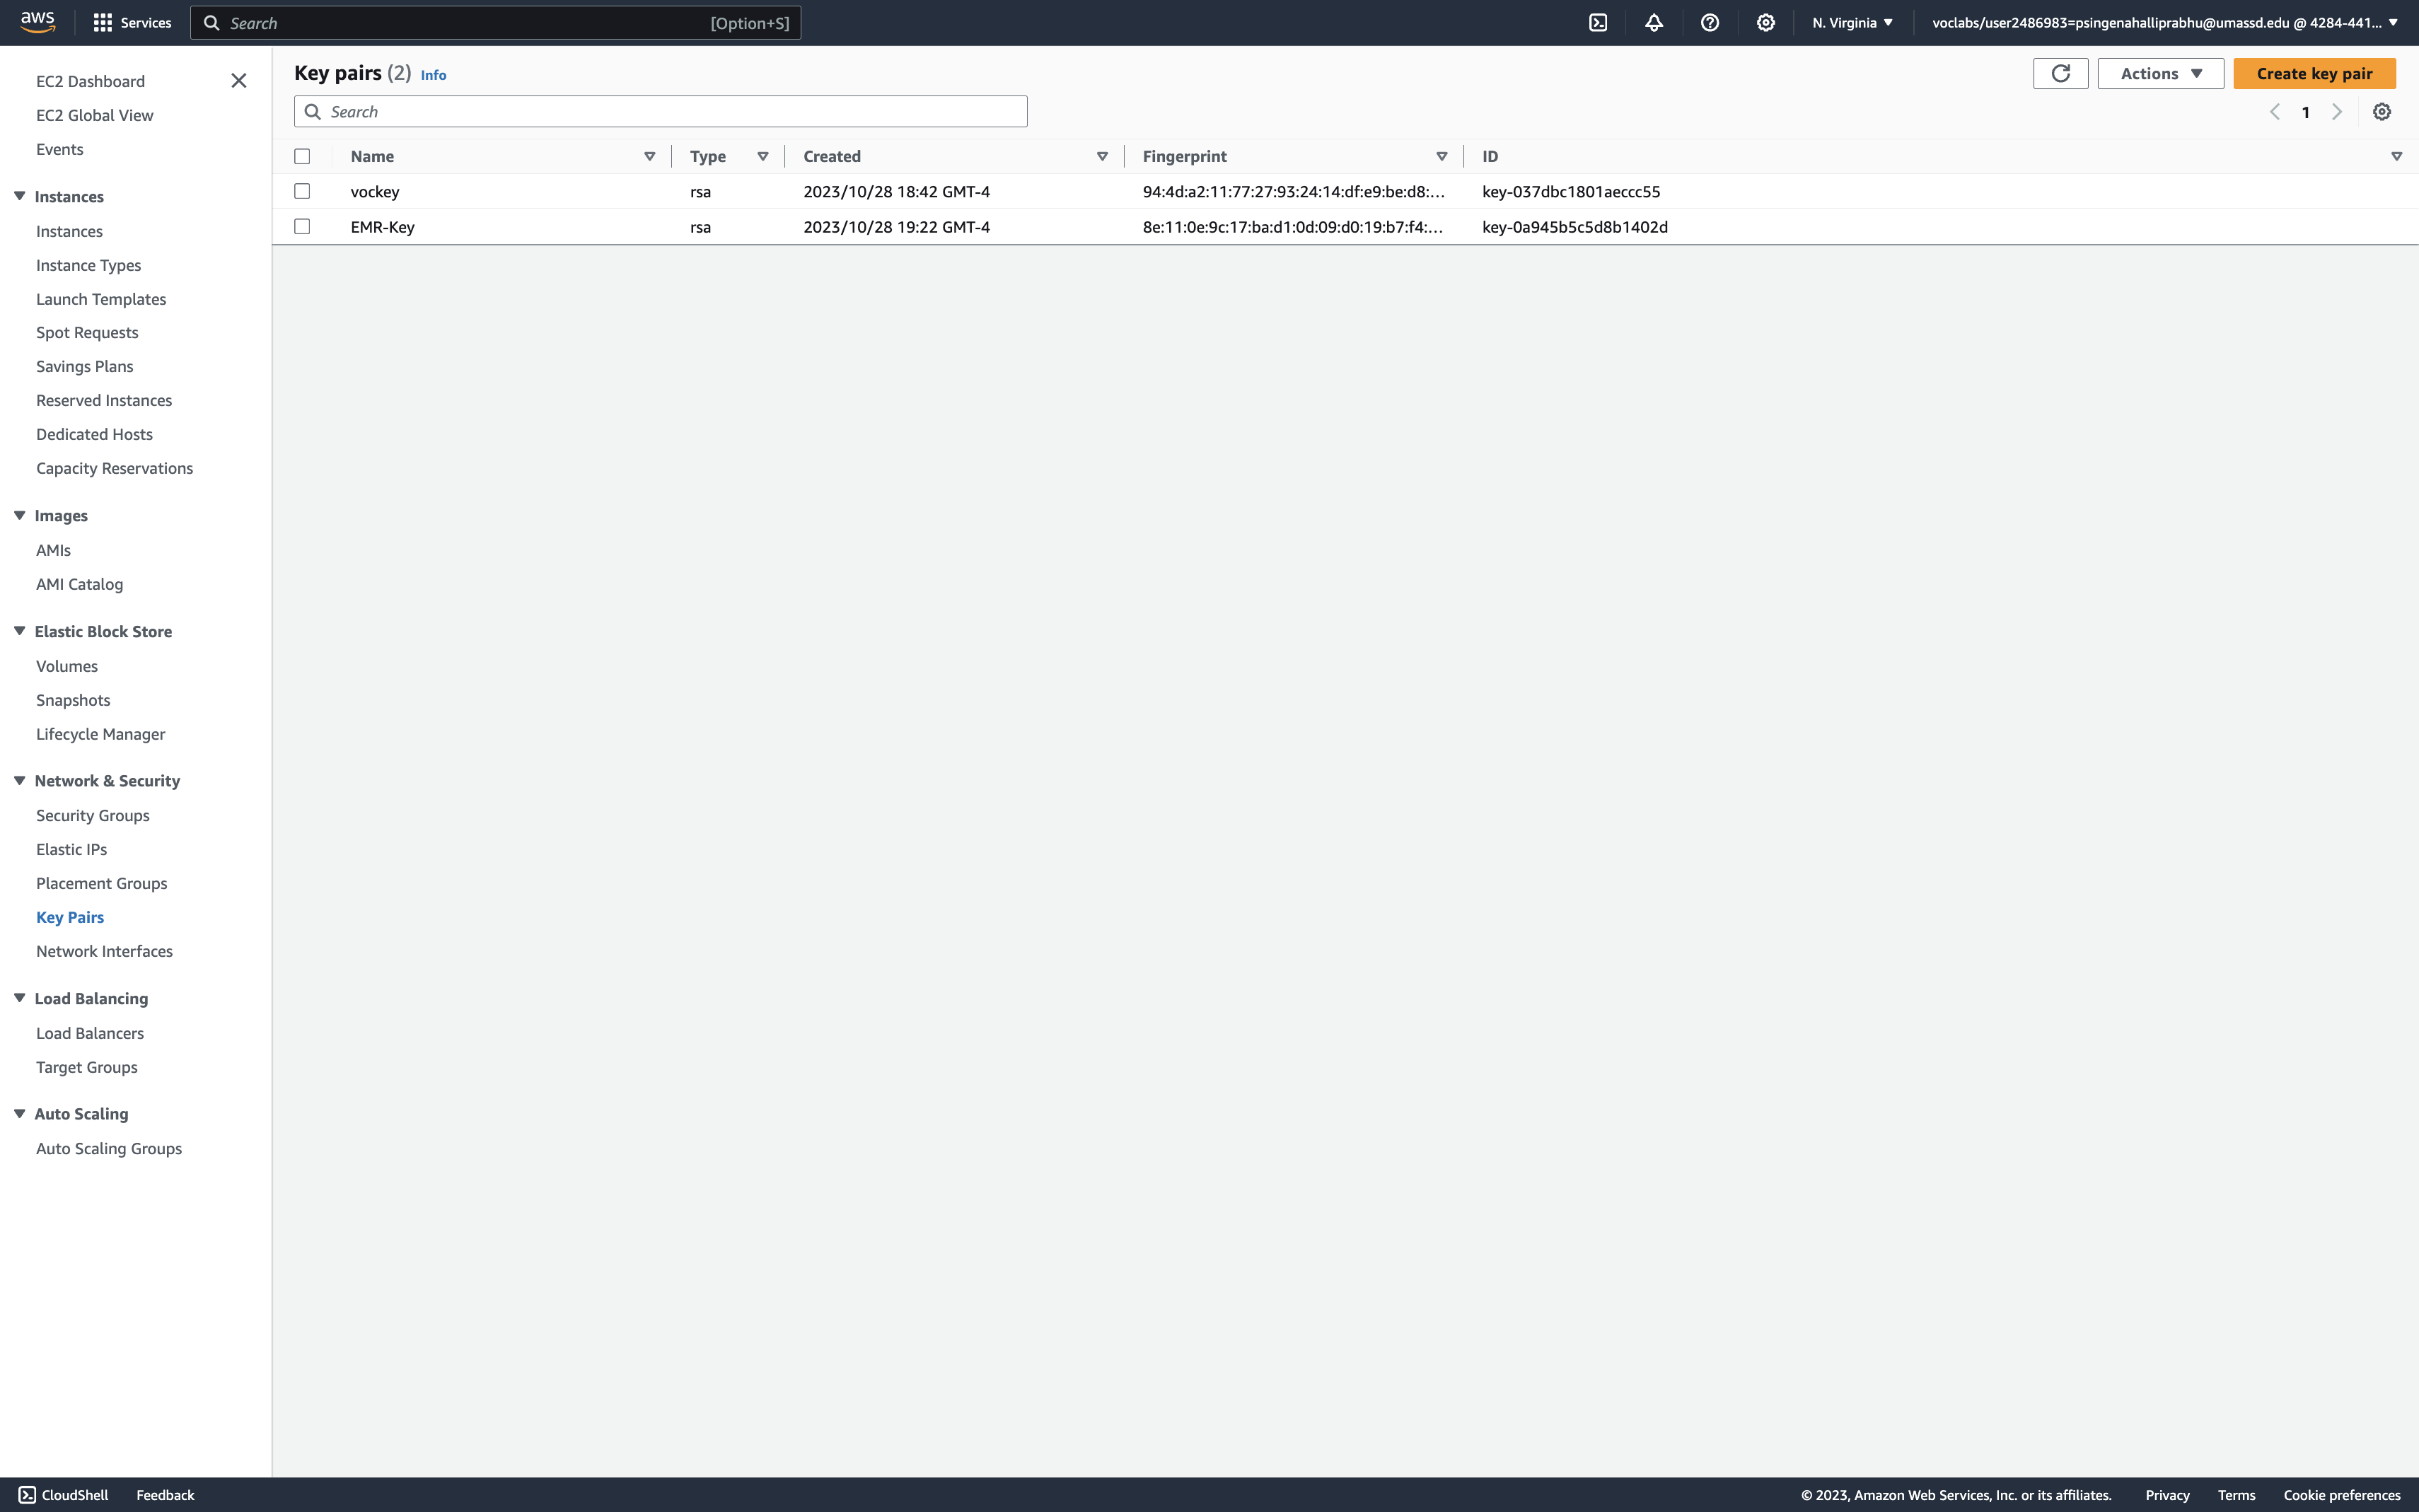 aws Services Search [Option+S] N. Virginia voclabs/user2486983=psingenahalliprabhu@umassd.edu @ 4284-441...
EC2 Dashboard
EC2 Global View
Events
Instances
Instances
Instance Types
Launch Templates
Spot Requests
Savings Plans
Reserved Instances
Dedicated Hosts
Capacity Reservations
Images
AMIs
AMI Catalog
Elastic Block Store
Volumes
Snapshots
Lifecycle Manager
Network & Security
Security Groups
Elastic IPs
Placement Groups
Key Pairs
Network Interfaces
Load Balancing
Load Balancers
Target Groups
Auto Scaling
Auto Scaling Groups
Key pairs (2) Info Actions Create key pair
Search 1
Name Type Created Fingerprint ID
vockey rsa 2023/10/28 18:42 GMT-4 94:4d:a2:11:77:27:93:24:14:df:e9:be:d8:... key-037dbc1801aeccc55
EMR-Key rsa 2023/10/28 19:22 GMT-4 8e:11:0e:9c:17:ba:d1:0d:09:d0:19:b7:f4:... key-0a945b5c5d8b1402d
CloudShell Feedback © 2023, Amazon Web Services, Inc. or its affiliates. Privacy Terms Cookie preferences